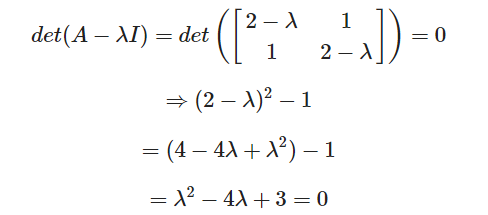 det(A − λI) = det ([2 − λ 1 1 2 − λ]) = 0
⇒ (2 − λ)² − 1
= (4 − 4λ + λ²) − 1
= λ² − 4λ + 3 = 0